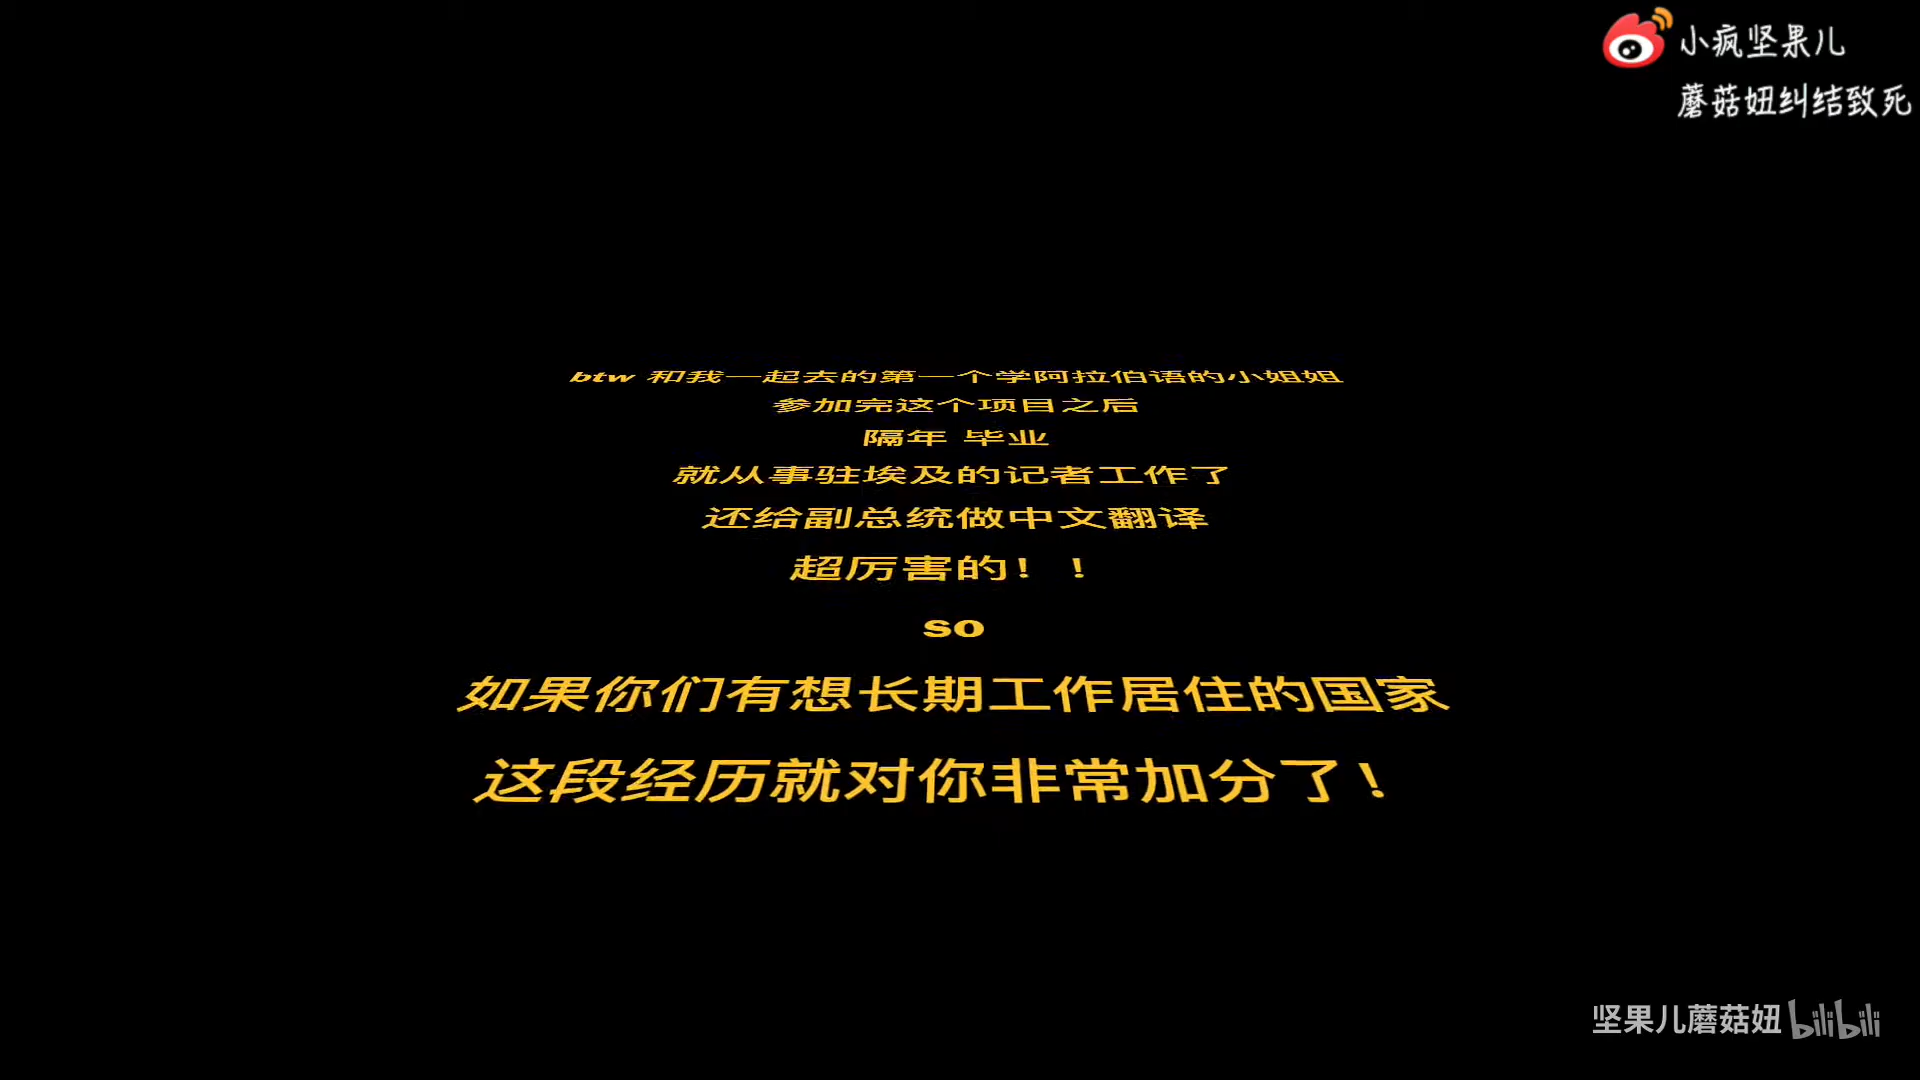 小疯坚果儿
蘑菇妞纠结致死
btw 和我一起去的第一个学阿拉伯语的小姐姐
参加完这个项目之后
隔年 毕业
就从事驻埃及的记者工作了
还给副总统做中文翻译
超厉害的！！
so
如果你们有想长期工作居住的国家
这段经历就对你非常加分了！
坚果儿蘑菇妞 bilibili